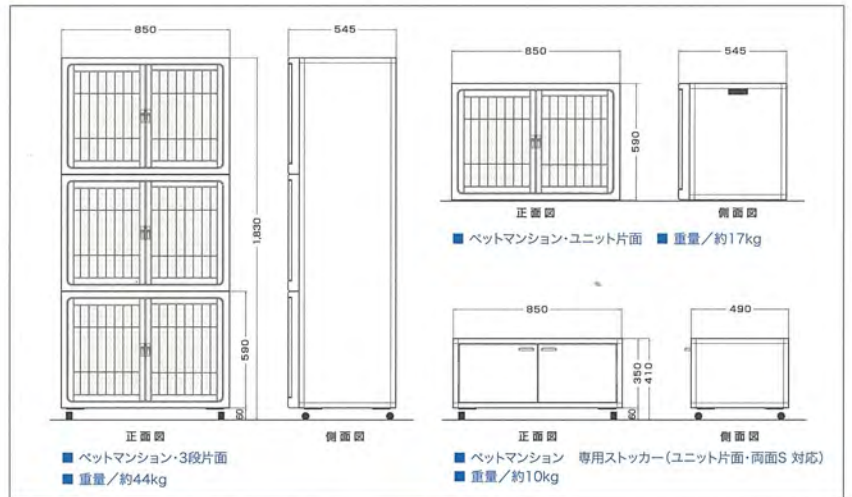 850
545
1,830
590
60
正面図
側面図
■ ペットマンション・3段片面
■ 重量／約44kg
850
545
590
正面図
側面図
■ ペットマンション・ユニット片面 ■ 重量／約17kg
850
490
350
410
60
正面図
側面図
■ ペットマンション 専用ストッカー（ユニット片面・両面S 対応）
■ 重量／約10kg